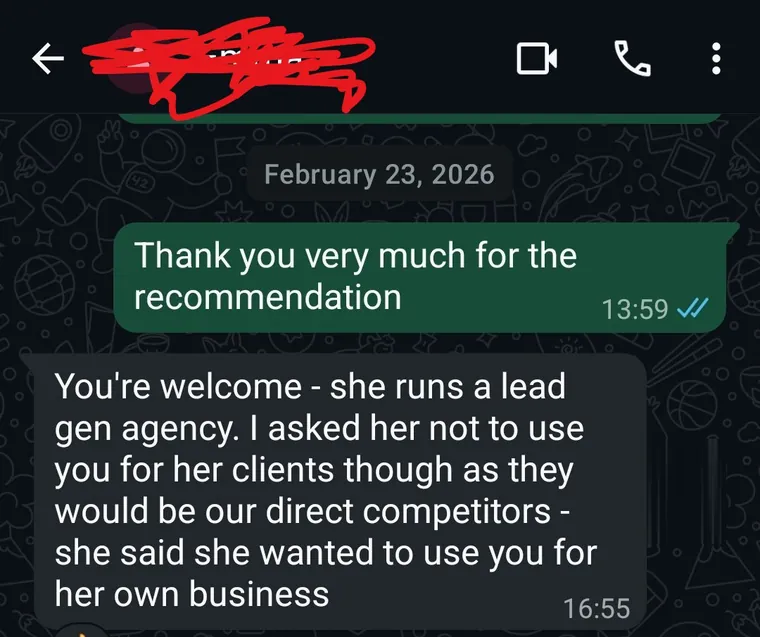 February 23, 2026
Thank you very much for the
recommendation
13:59
You're welcome - she runs a lead
gen agency. I asked her not to use
you for her clients though as they
would be our direct competitors -
she said she wanted to use you for
her own business
16:55